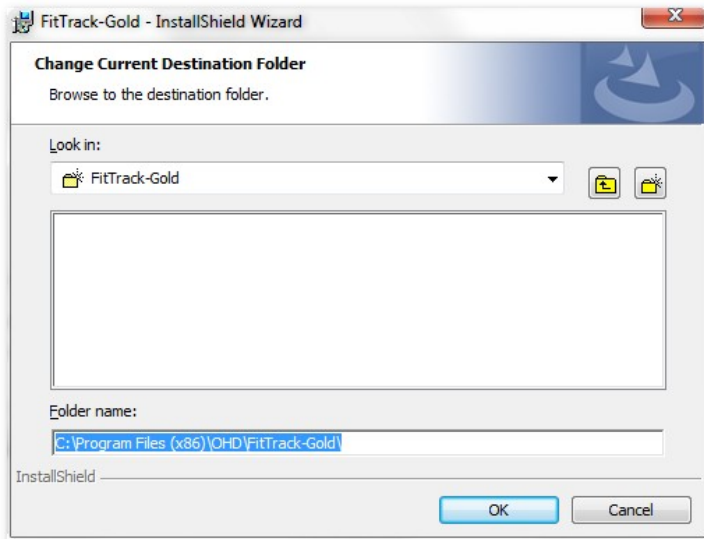 FitTrack-Gold - InstallShield Wizard
Change Current Destination Folder
Browse to the destination folder.
Look in:
FitTrack-Gold
Folder name:
C:\Program Files (x86)\OHD\FitTrack-Gold\
InstallShield
OK Cancel